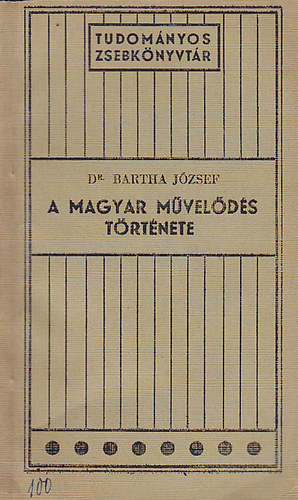 TUDOMÁNYOS
ZSEBKÖNYVTÁR
DR. BARTHA JÓZSEF
A MAGYAR MŰVELŐDÉS
TÖRTÉNETE
100